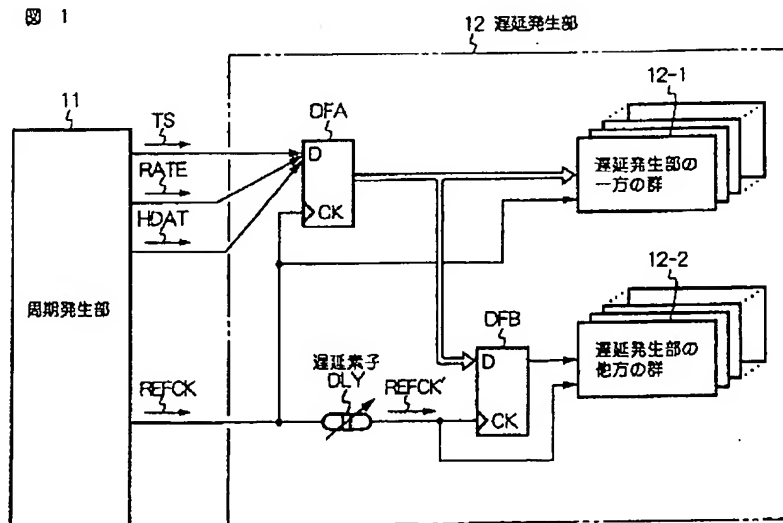 図 1
12 遅延発生部
11
TS
RATE
HDAT
DFA
D
CK
12-1
遅延発生部の
一方の群
周期発生部
12-2
遅延発生部の
他方の群
DFB
D
CK
遅延素子
DLY
REFCK'
REFCK